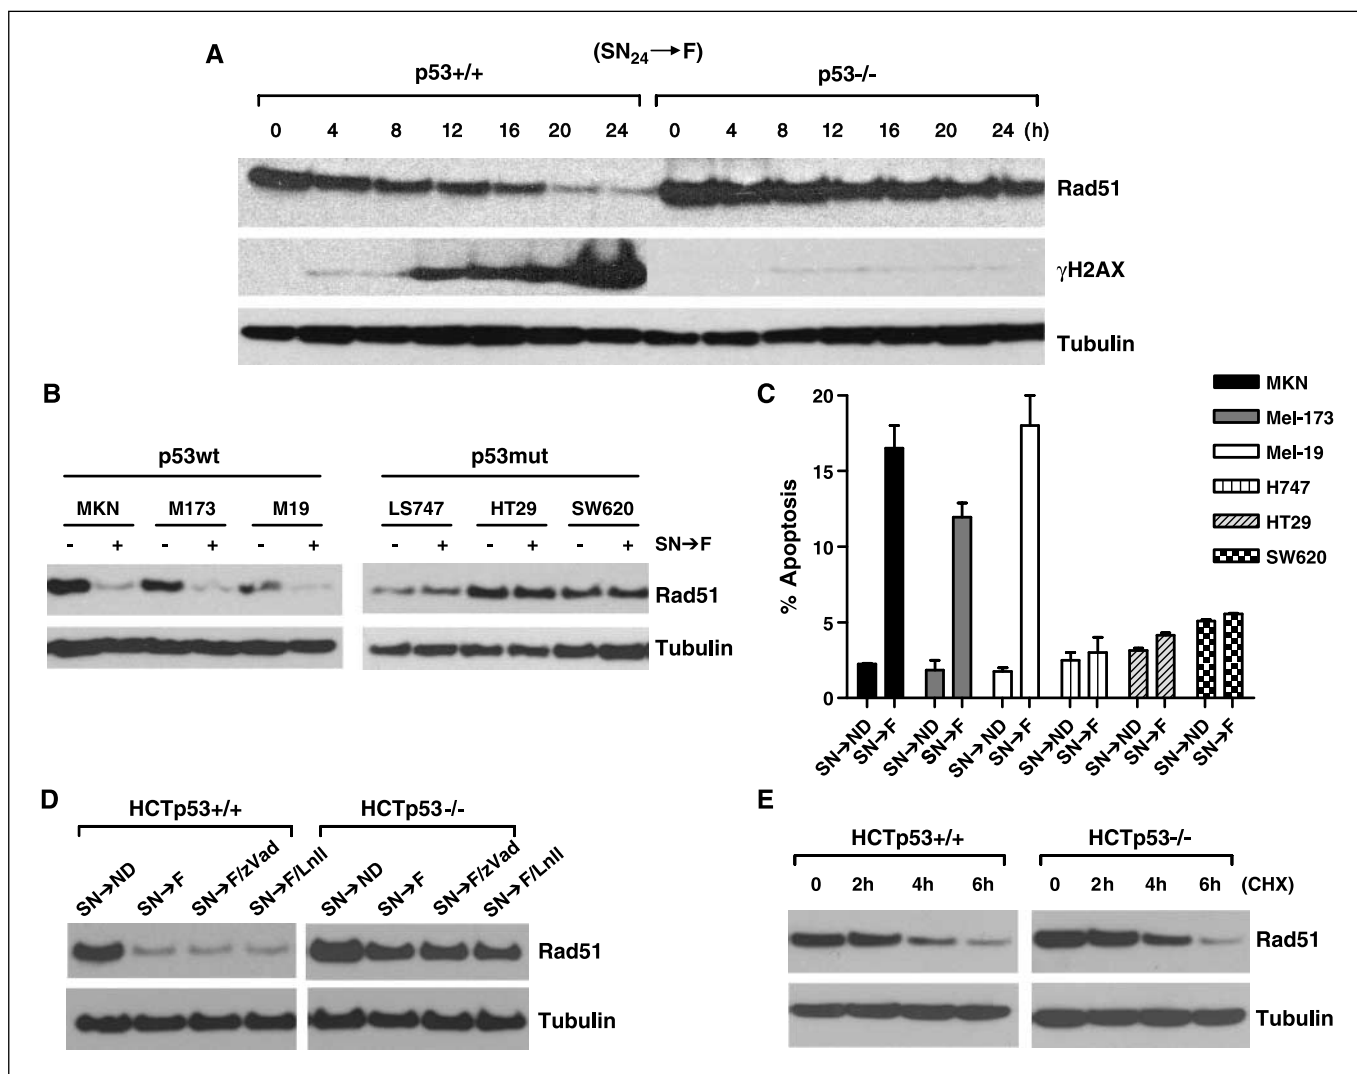 A
(SN24→F)
p53+/+
p53-/-
0 4 8 12 16 20 24 0 4 8 12 16 20 24 (h)
Rad51
γH2AX
Tubulin
B
p53wt
p53mut
MKN M173 M19 LS747 HT29 SW620
- + - + - + - + - + - + SN→F
Rad51
Tubulin
C
% Apoptosis
20
15
10
5
0
SN→ND SN→F SN→ND SN→F SN→ND SN→F SN→ND SN→F SN→ND SN→F SN→ND SN→F
MKN
Mel-173
Mel-19
H747
HT29
SW620
D
HCTp53+/+
HCTp53-/-
SN→ND SN→F SN→F/zVad SN→F/LnII SN→ND SN→F SN→F/zVad SN→F/LnII
Rad51
Tubulin
E
HCTp53+/+
HCTp53-/-
0 2h 4h 6h 0 2h 4h 6h (CHX)
Rad51
Tubulin